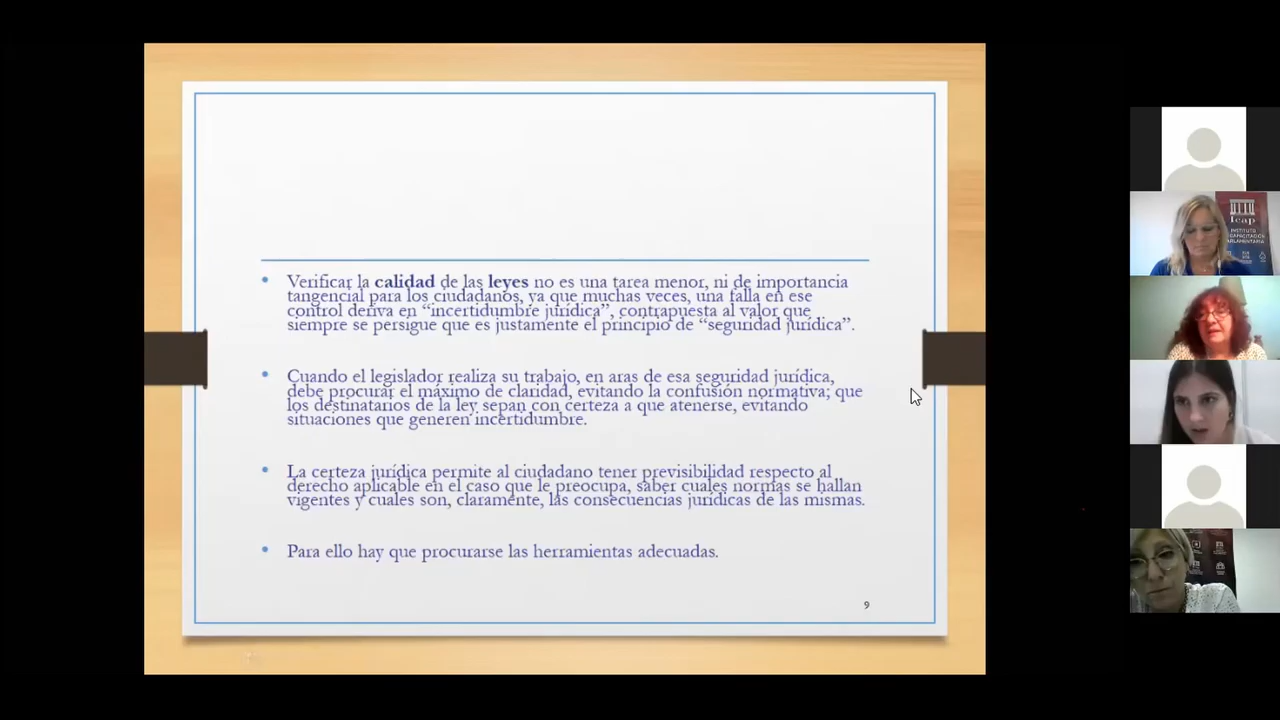 Verificar la calidad de las leyes no es una tarea menor, ni de importancia
tangencial para los ciudadanos, ya que muchas veces, una falla en ese
control deriva en “incertidumbre jurídica”, contrapuesta al valor que
siempre se persigue que es justamente el principio de “seguridad jurídica”.
Cuando el legislador realiza su trabajo, en aras de esa seguridad jurídica,
debe procurar el máximo de claridad, evitando la confusión normativa; que
los destinatarios de la ley sepan con certeza a que atenerse, evitando
situaciones que generen incertidumbre.
La certeza jurídica permite al ciudadano tener previsibilidad respecto al
derecho aplicable en el caso que le preocupa, saber cuales normas se hallan
vigentes y cuales son, claramente, las consecuencias jurídicas de las mismas.
Para ello hay que procurarse las herramientas adecuadas.
9
Icap
INSTITUTO